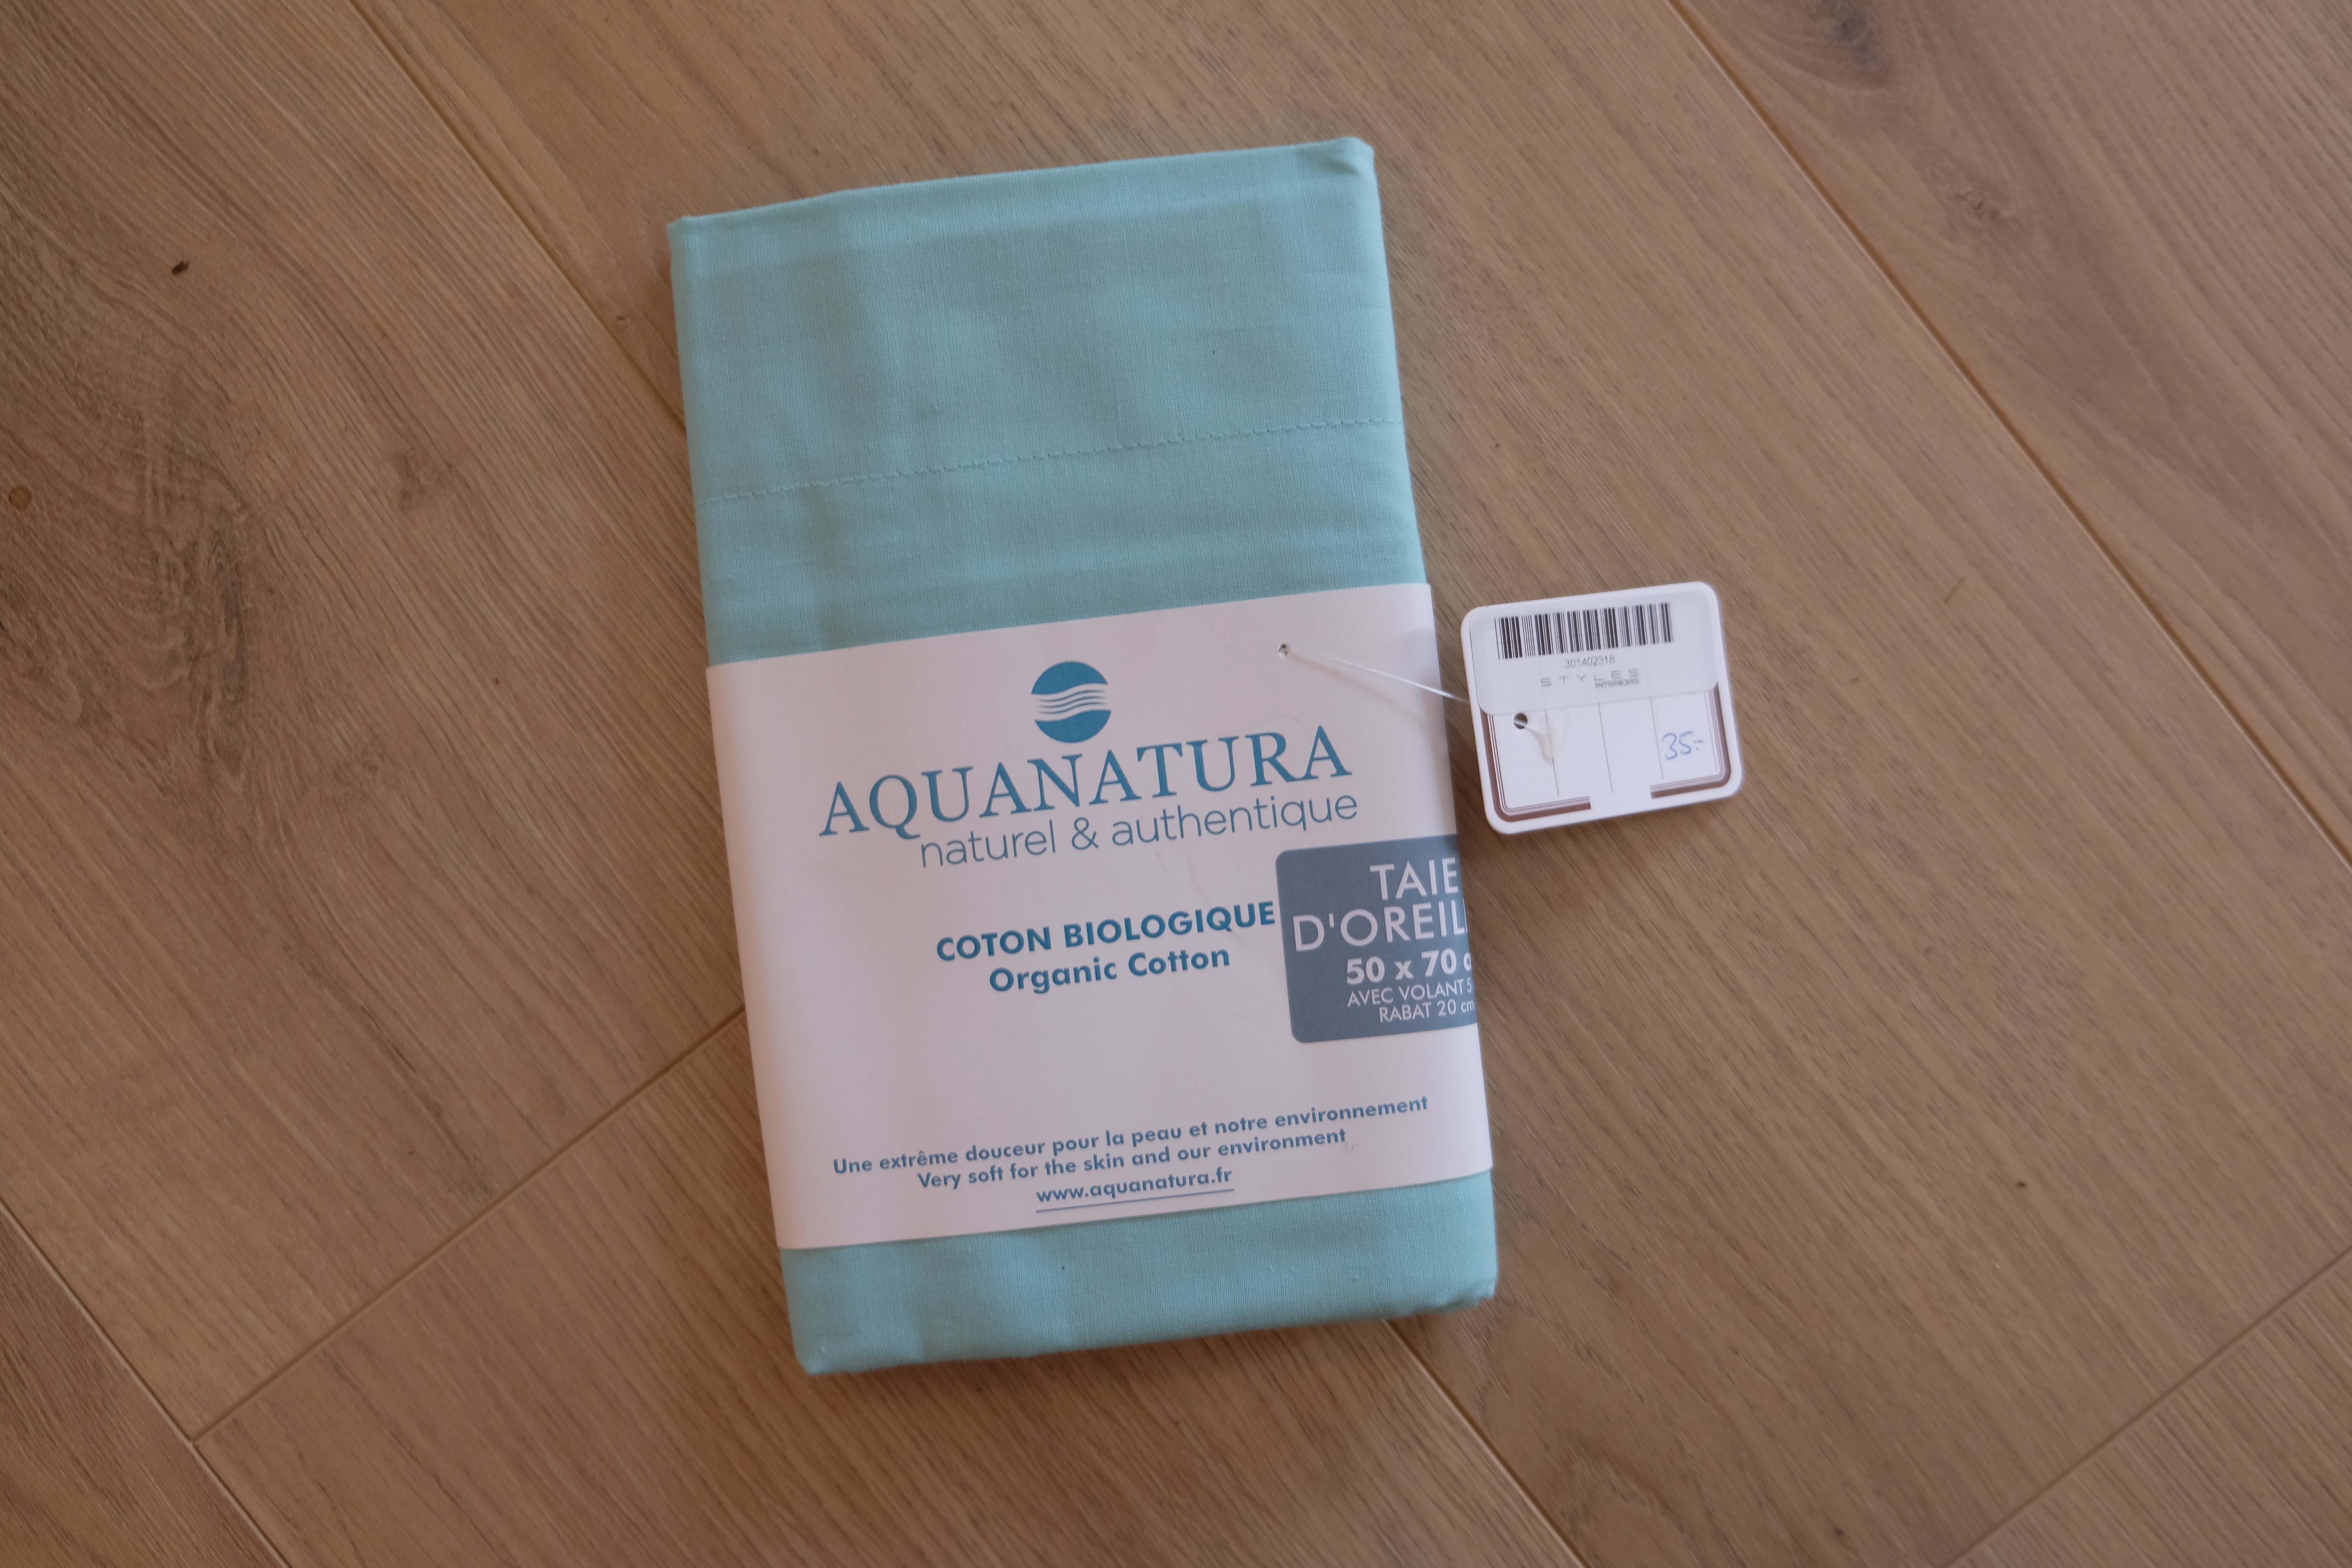 AQUANATURA
naturel & authentique
COTON BIOLOGIQUE
Organic Cotton
TAIE
D'OREIL
50 x 70 c
AVEC VOLANT 5
RABAT 20 cm
Une extrême douceur pour la peau et notre environnement
Very soft for the skin and our environment
www.aquanatura.fr
301402318
STYLES
INTERIORS
35.-